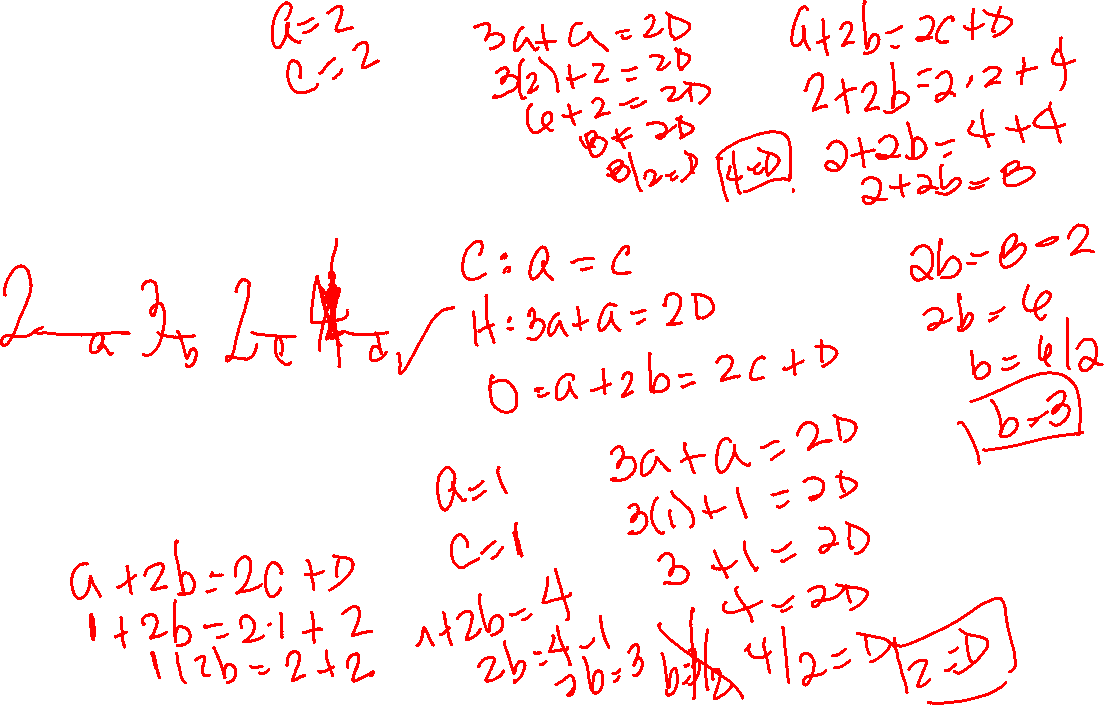 a=2
C=2
3a+a=2D
3(2)+2=2D
6+2=2D
8=2D
8/2=D
4=D
a+2b=2C+D
2+2b=2·2+4
2+2b=4+4
2+2b=8
2b=8-2
2b=6
b=6/2
b=3
2 a 3 b 2 c 4 d
C: a=C
H: 3a+a=2D
O=a+2b=2C+D
a=1
C=1
3a+a=2D
3(1)+1=2D
3+1=2D
4=2D
4/2=D
2=D
a+2b=2C+D
1+2b=2·1+2
1+2b=2+2
1+2b=4
2b=4-1
2b=3